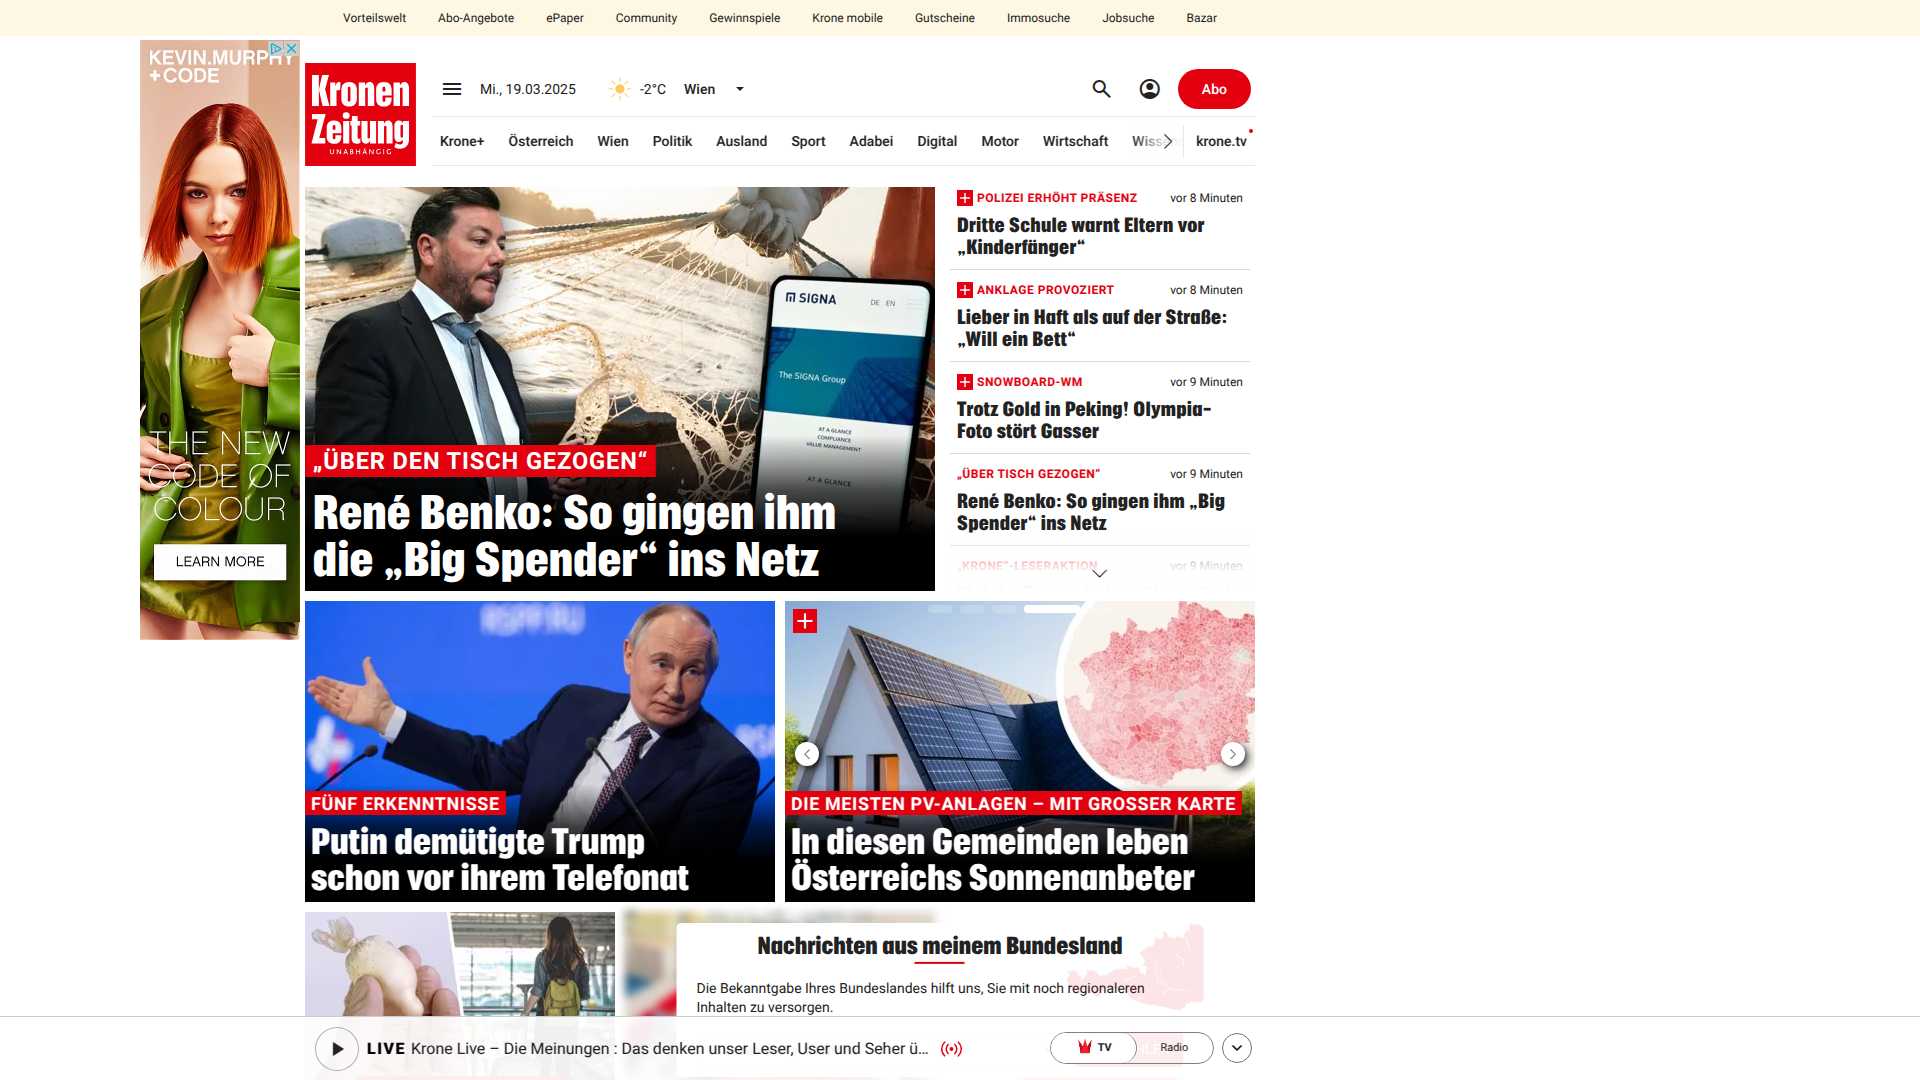 Vorteilswelt Abo-Angebote ePaper Community Gewinnspiele Krone mobile Gutscheine Immosuche Jobsuche Bazar
KEVIN.MURPHY
+CODE
THE NEW
CODE OF
COLOUR
LEARN MORE
Kronen
Zeitung
UNABHÄNGIG
Mi., 19.03.2025 -2°C Wien
Abo
Krone+ Österreich Wien Politik Ausland Sport Adabei Digital Motor Wirtschaft krone.tv
SIGNA DE EN
The SIGNA Group
AT A GLANCE
COMPLIANCE
VALUE MANAGEMENT
AT A GLANCE
„ÜBER DEN TISCH GEZOGEN“
René Benko: So gingen ihm
die „Big Spender“ ins Netz
POLIZEI ERHÖHT PRÄSENZ vor 8 Minuten
Dritte Schule warnt Eltern vor
„Kinderfänger“
ANKLAGE PROVOZIERT vor 8 Minuten
Lieber in Haft als auf der Straße:
„Will ein Bett“
SNOWBOARD-WM vor 9 Minuten
Trotz Gold in Peking! Olympia-
Foto stört Gasser
„ÜBER TISCH GEZOGEN“ vor 9 Minuten
René Benko: So gingen ihm „Big
Spender“ ins Netz
„KRONE“-LESERAKTION vor 9 Minuten
FÜNF ERKENNTNISSE
Putin demütigte Trump
schon vor ihrem Telefonat
DIE MEISTEN PV-ANLAGEN – MIT GROSSER KARTE
In diesen Gemeinden leben
Österreichs Sonnenanbeter
Nachrichten aus meinem Bundesland
Die Bekanntgabe Ihres Bundeslandes hilft uns, Sie mit noch regionaleren
Inhalten zu versorgen.
LIVE Krone Live – Die Meinungen : Das denken unser Leser, User und Seher ü...
TV Radio